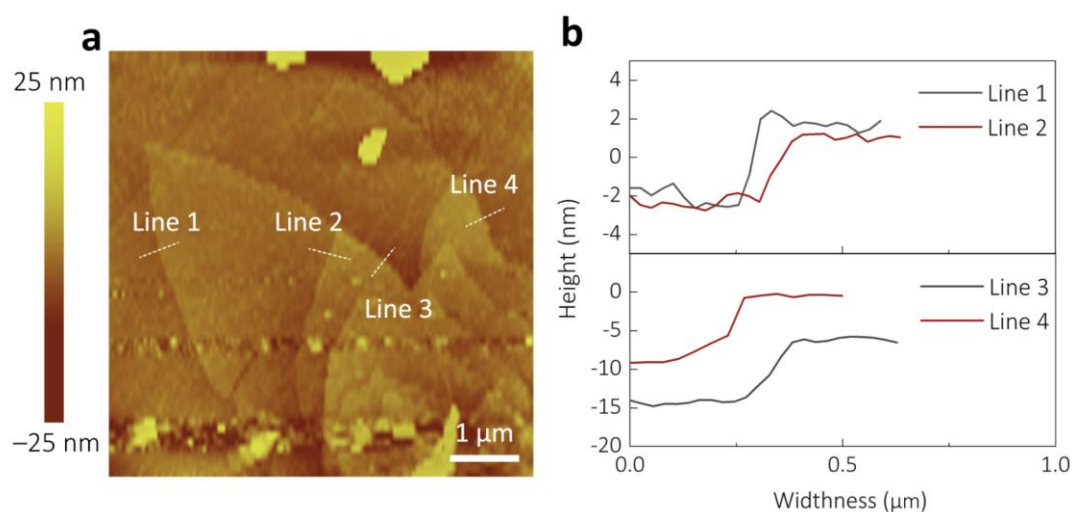 a
25 nm
–25 nm
Line 1
Line 2
Line 3
Line 4
1 μm
b
4
2
0
-2
-4
Line 1
Line 2
Height (nm)
0
-5
-10
-15
-20
Line 3
Line 4
0.0
0.5
1.0
Widthness (μm)